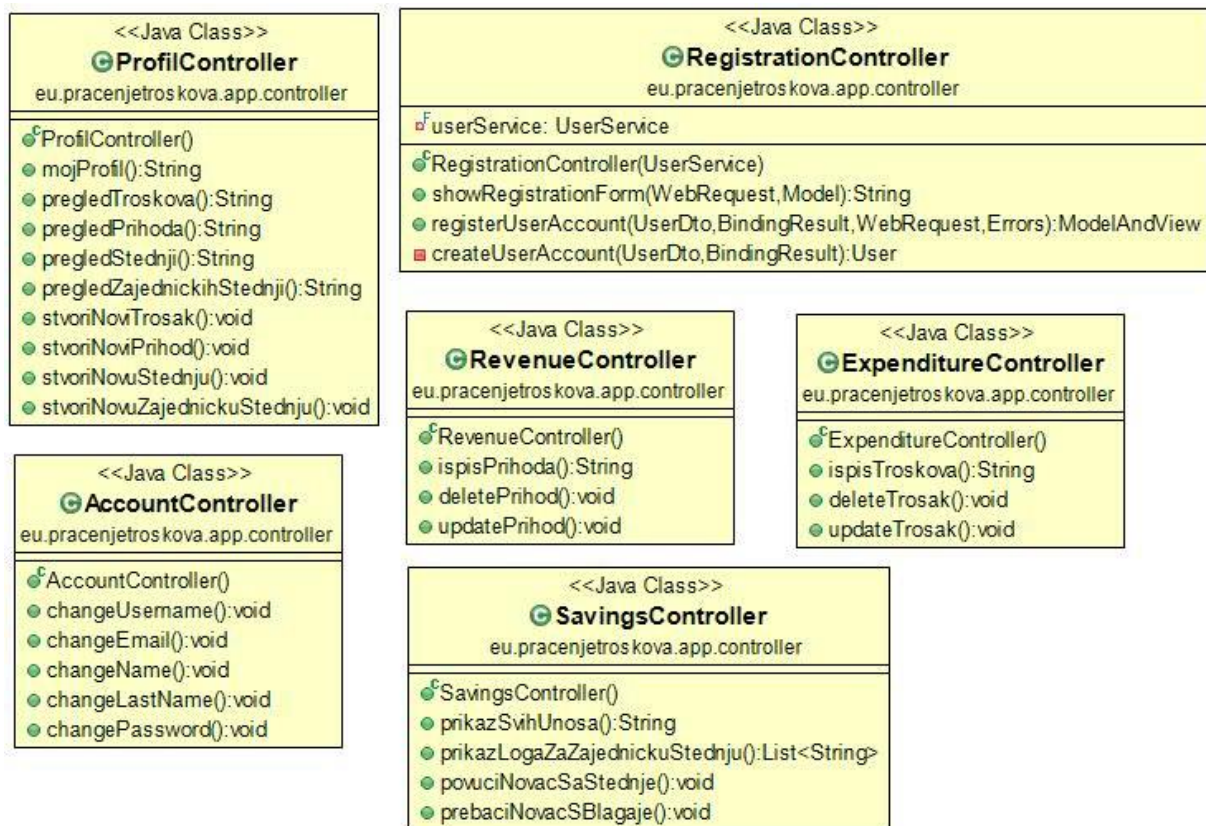 <<Java Class>>
ProfilController
eu.pracenjetroskova.app.controller
ProfilController()
mojProfil():String
pregledTroskova():String
pregledPrihoda():String
pregledStednji():String
pregledZajednickihStednji():String
stvoriNoviTrosak():void
stvoriNoviPrihod():void
stvoriNovuStednju():void
stvoriNovuZajednickuStednju():void
<<Java Class>>
RegistrationController
eu.pracenjetroskova.app.controller
userService: UserService
RegistrationController(UserService)
showRegistrationForm(WebRequest,Model):String
registerUserAccount(UserDto,BindingResult,WebRequest,Errors):ModelAndView
createUserAccount(UserDto,BindingResult):User
<<Java Class>>
RevenueController
eu.pracenjetroskova.app.controller
RevenueController()
ispisPrihoda():String
deletePrihod():void
updatePrihod():void
<<Java Class>>
ExpenditureController
eu.pracenjetroskova.app.controller
ExpenditureController()
ispisTroskova():String
deleteTrosak():void
updateTrosak():void
<<Java Class>>
AccountController
eu.pracenjetroskova.app.controller
AccountController()
changeUsername():void
changeEmail():void
changeName():void
changeLastName():void
changePassword():void
<<Java Class>>
SavingsController
eu.pracenjetroskova.app.controller
SavingsController()
prikazSvihUnosa():String
prikazLogaZaZajednickuStednju():List<String>
povuciNovacSaStednje():void
prebaciNovacSBlagaje():void